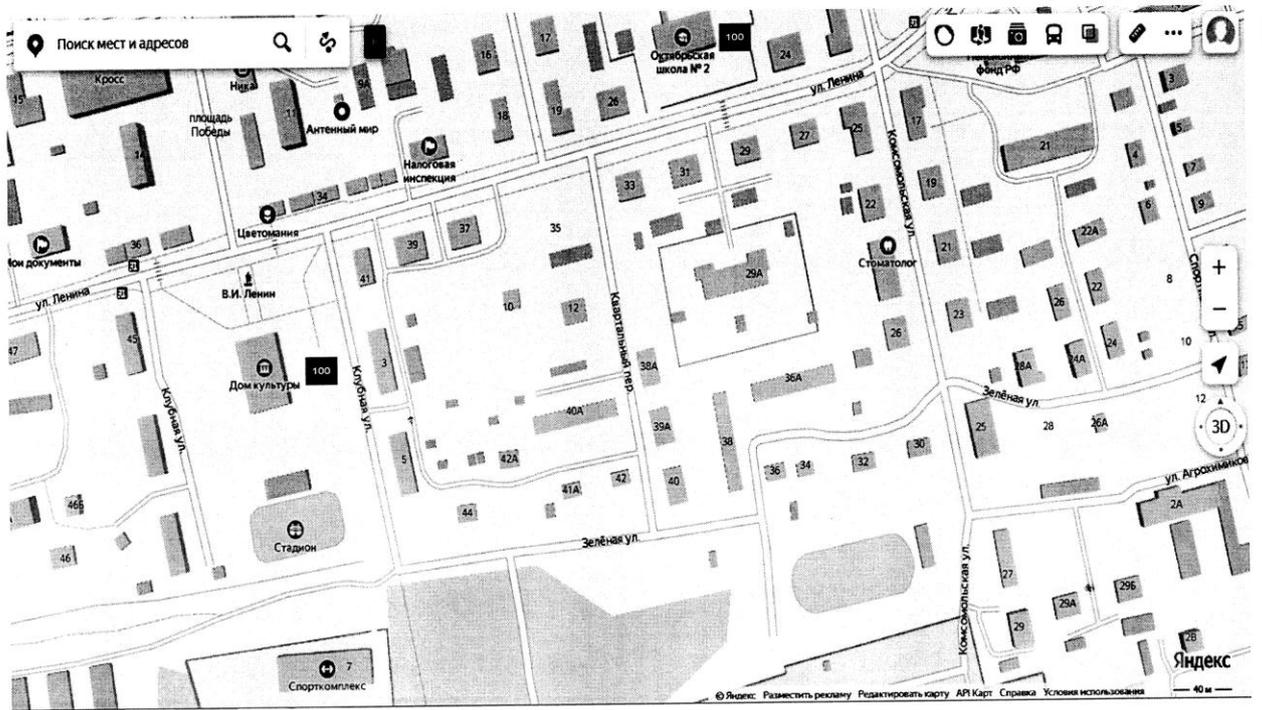 Поиск мест и адресов
Кросс
Ника
площадь
Победы
15
14
11
9А
Антенный мир
16
17
18
19
26
Налоговая
инспекция
Октябрьская
школа № 2
100
24
ул. Ленина
фонд РФ
3
5
7
9
4
6
21
17
19
21
23
25
27
29
31
33
22
Комсомольская ул.
Стоматолог
22А
22
26
24
24А
28А
8
10
12
34
Цветомания
36
Мои документы
ул. Ленина
В.И. Ленин
41
39
37
35
10
12
29А
47
45
Дом культуры
100
3
5
Клубная ул.
Клубная ул.
Квартальный пер.
38А
36А
26
39А
38
40А
42А
41А
42
40
44
36
34
32
30
Зелёная ул.
25
28
26А
3D
ул. Агрохимиков
2А
46Б
46
Стадион
Зелёная ул.
Комсомольская ул.
27
29А
29Б
29
2В
7
Спорткомплекс
Яндекс
© Яндекс Разместить рекламу Редактировать карту API Карт Справка Условия использования
40 м